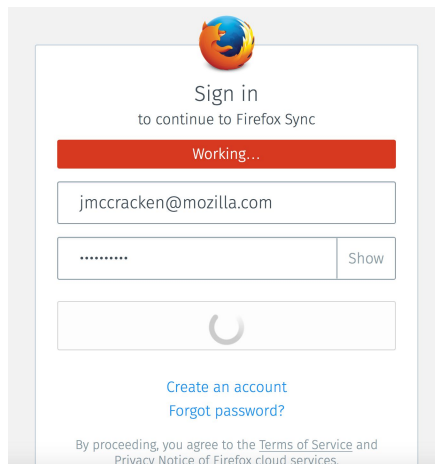 Sign in
to continue to Firefox Sync
Working...
jmccracken@mozilla.com
••••••••••
Show
Create an account
Forgot password?
By proceeding, you agree to the Terms of Service and
Privacy Notice of Firefox cloud services.